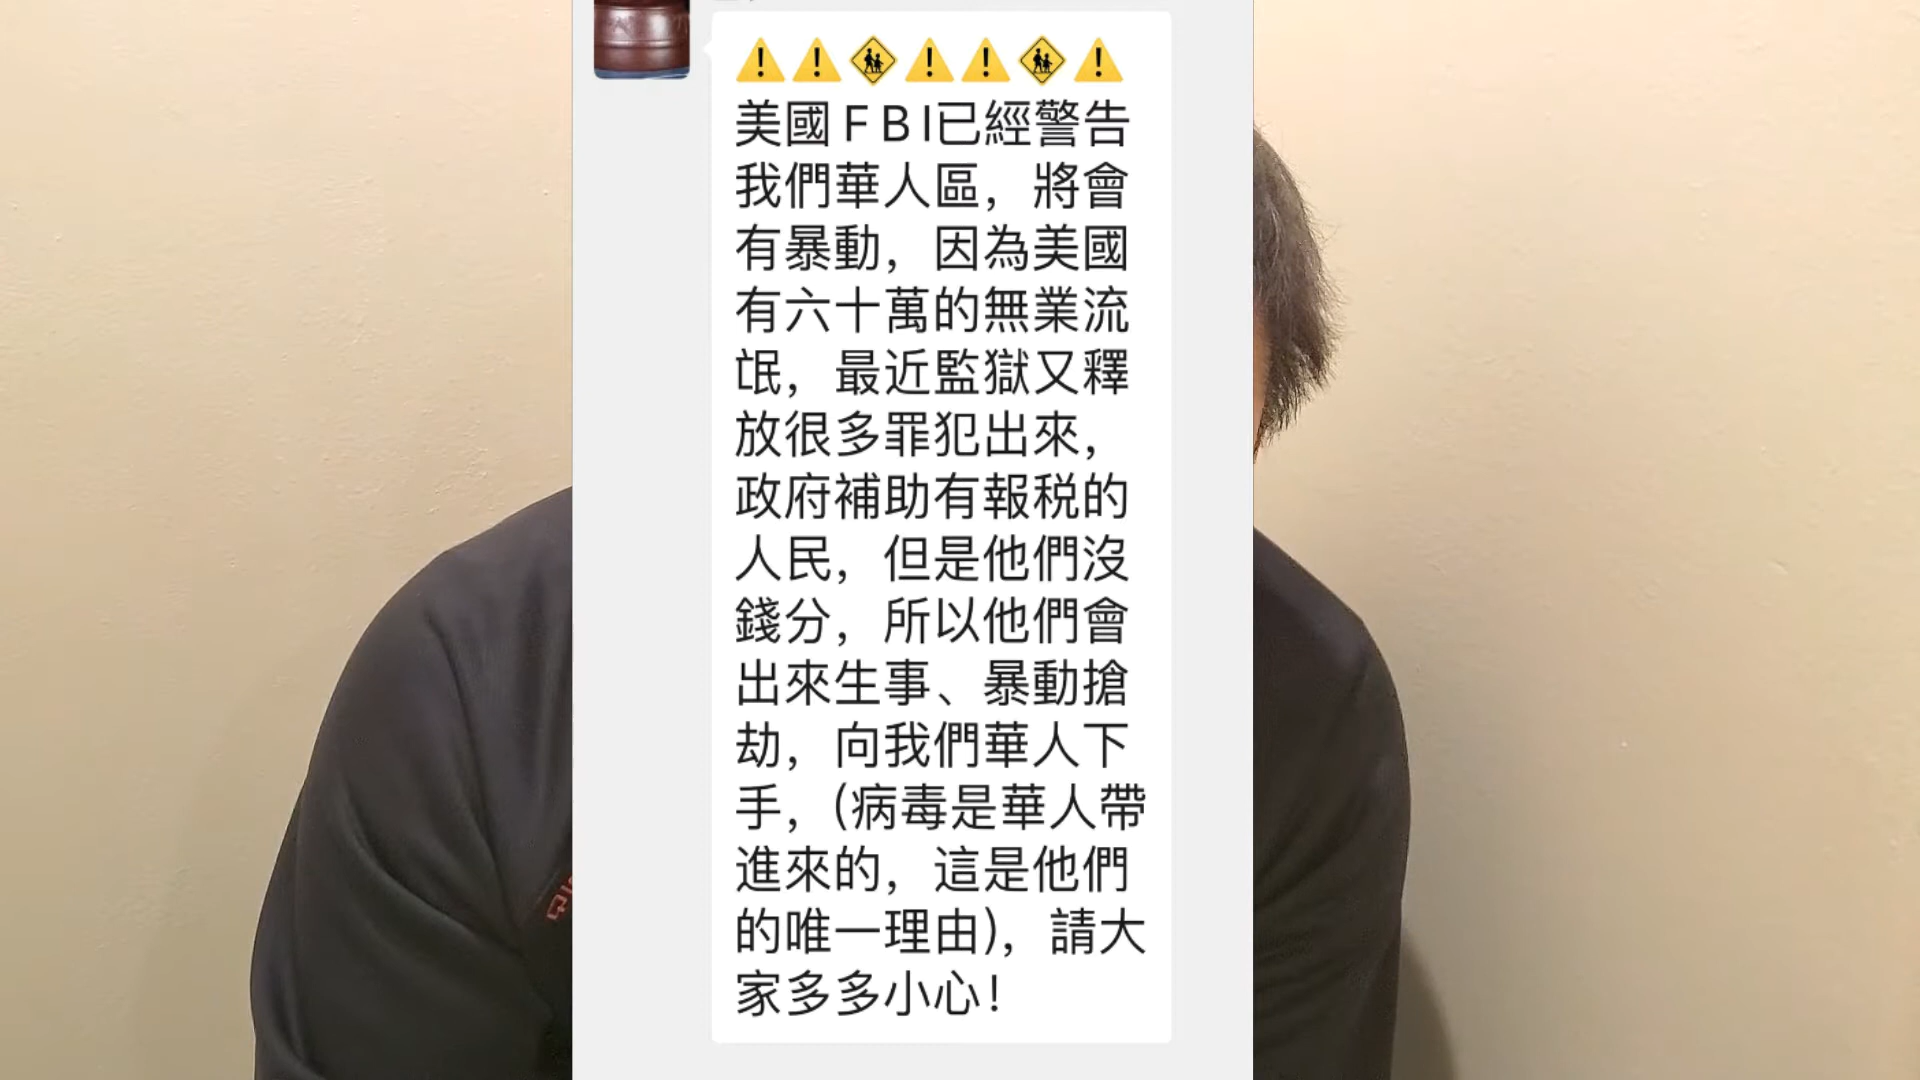 美國FBI已經警告
我們華人區，將會
有暴動，因為美國
有六十萬的無業流
氓，最近監獄又釋
放很多罪犯出來，
政府補助有報税的
人民，但是他們沒
錢分，所以他們會
出來生事、暴動搶
劫，向我們華人下
手，(病毒是華人帶
進來的，這是他們
的唯一理由)，請大
家多多小心！